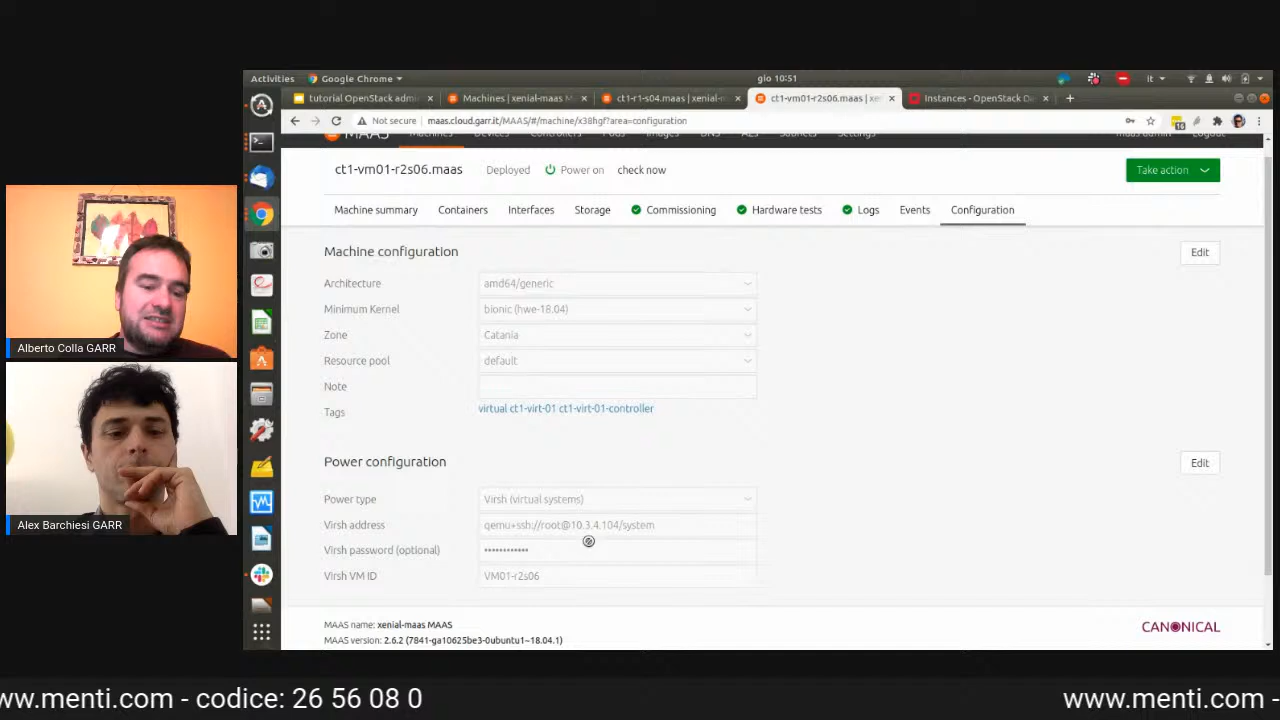 Activities
Google Chrome
gio 10:51
It
tutorial OpenStack admi
Machines | xenial-maas M
ct1-r1-s04.maas | xenial-m
ct1-vm01-r2s06.maas | xe
Instances - OpenStack Da
Not secure | maas.cloud.garr.it/MAAS/#/machine/x38hgf?area=configuration
16
ct1-vm01-r2s06.maas
Deployed
Power on
check now
Take action
Machine summary
Containers
Interfaces
Storage
Commissioning
Hardware tests
Logs
Events
Configuration
Machine configuration
Edit
Architecture
amd64/generic
Minimum Kernel
bionic (hwe-18.04)
Zone
Catania
Resource pool
default
Note
Tags
virtual ct1-virt-01 ct1-virt-01-controller
Power configuration
Edit
Power type
Virsh (virtual systems)
Virsh address
qemu+ssh://root@10.3.4.104/system
Virsh password (optional)
••••••••••••
Virsh VM ID
VM01-r2s06
MAAS name: xenial-maas MAAS
MAAS version: 2.6.2 (7841-ga10625be3-0ubuntu1~18.04.1)
CANONICAL
Alberto Colla GARR
Alex Barchiesi GARR
ww.menti.com - codice: 26 56 08 0
www.menti.com -